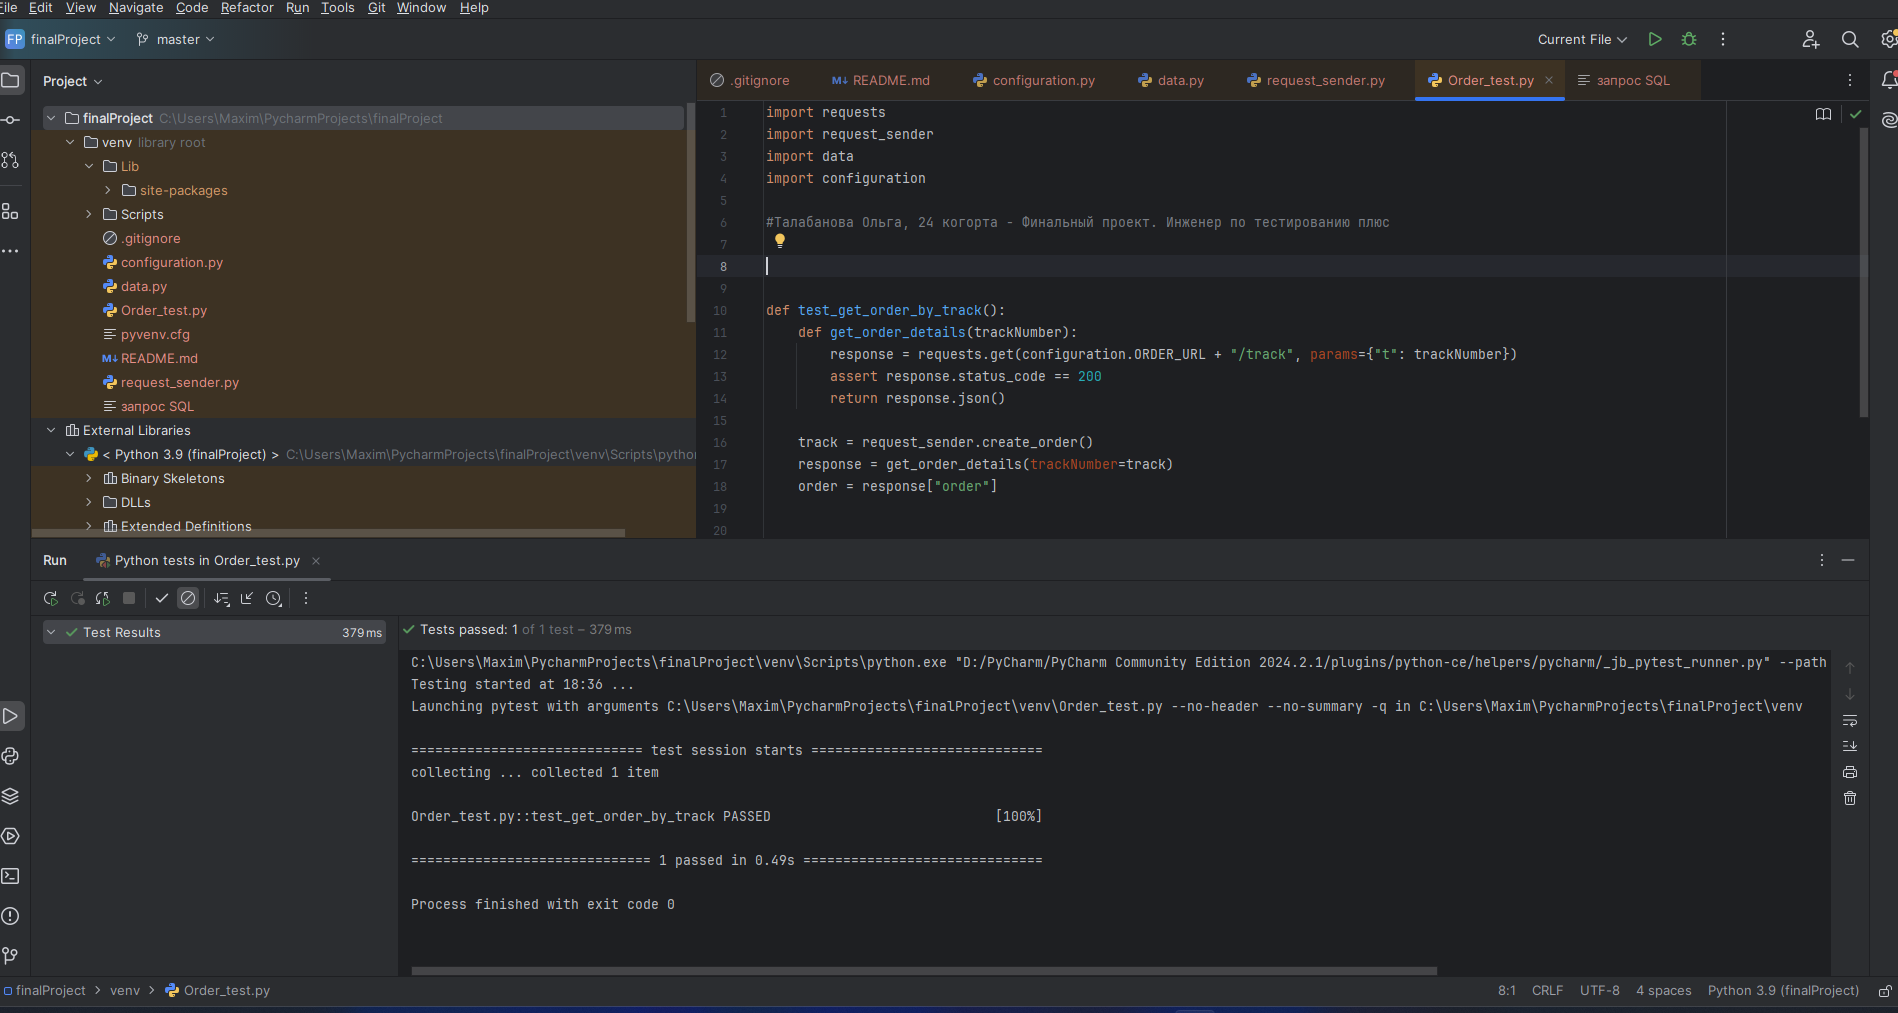 File Edit View Navigate Code Refactor Run Tools Git Window Help
FP finalProject master Current File
Project
finalProject C:\Users\Maxim\PycharmProjects\finalProject
venv library root
Lib
site-packages
Scripts
.gitignore
configuration.py
data.py
Order_test.py
pyvenv.cfg
M↓ README.md
request_sender.py
запрос SQL
External Libraries
< Python 3.9 (finalProject) > C:\Users\Maxim\PycharmProjects\finalProject\venv\Scripts\pytho
Binary Skeletons
DLLs
Extended Definitions
.gitignore M↓ README.md configuration.py data.py request_sender.py Order_test.py × запрос SQL
1 import requests
2 import request_sender
3 import data
4 import configuration
5
6 #Талабанова Ольга, 24 когорта - Финальный проект. Инженер по тестированию плюс
7
8
9
10 def test_get_order_by_track():
11 def get_order_details(trackNumber):
12 response = requests.get(configuration.ORDER_URL + "/track", params={"t": trackNumber})
13 assert response.status_code == 200
14 return response.json()
15
16 track = request_sender.create_order()
17 response = get_order_details(trackNumber=track)
18 order = response["order"]
19
20
Run Python tests in Order_test.py ×
Test Results 379 ms
Tests passed: 1 of 1 test – 379 ms
C:\Users\Maxim\PycharmProjects\finalProject\venv\Scripts\python.exe "D:/PyCharm/PyCharm Community Edition 2024.2.1/plugins/python-ce/helpers/pycharm/_jb_pytest_runner.py" --path
Testing started at 18:36 ...
Launching pytest with arguments C:\Users\Maxim\PycharmProjects\finalProject\venv\Order_test.py --no-header --no-summary -q in C:\Users\Maxim\PycharmProjects\finalProject\venv
============================= test session starts =============================
collecting ... collected 1 item
Order_test.py::test_get_order_by_track PASSED [100%]
============================== 1 passed in 0.49s ==============================
Process finished with exit code 0
finalProject > venv > Order_test.py 8:1 CRLF UTF-8 4 spaces Python 3.9 (finalProject)